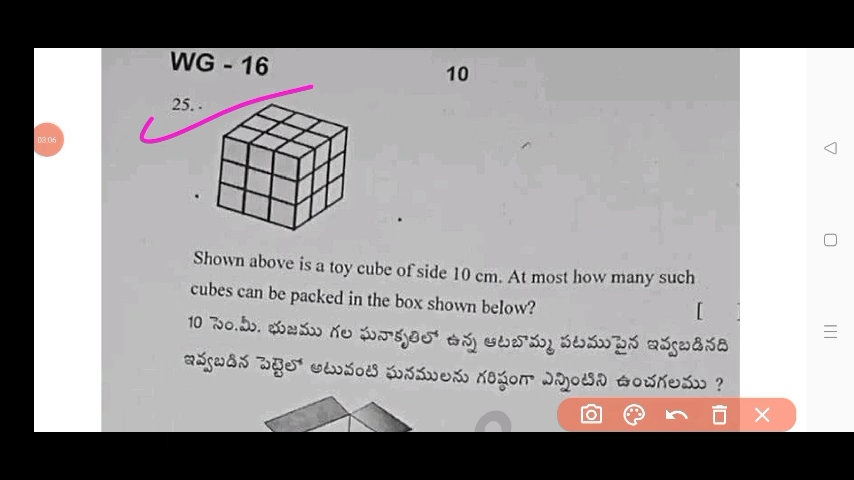 WG - 16
10
25.
03:06
Shown above is a toy cube of side 10 cm. At most how many such
cubes can be packed in the box shown below?
[
10 సెం.మీ. భుజము గల ఘనాకృతిలో ఉన్న ఆటబొమ్మ పటముపైన ఇవ్వబడినది
ఇవ్వబడిన పెట్టెలో అటువంటి ఘనములను గరిష్ఠంగా ఎన్నింటిని ఉంచగలము ?